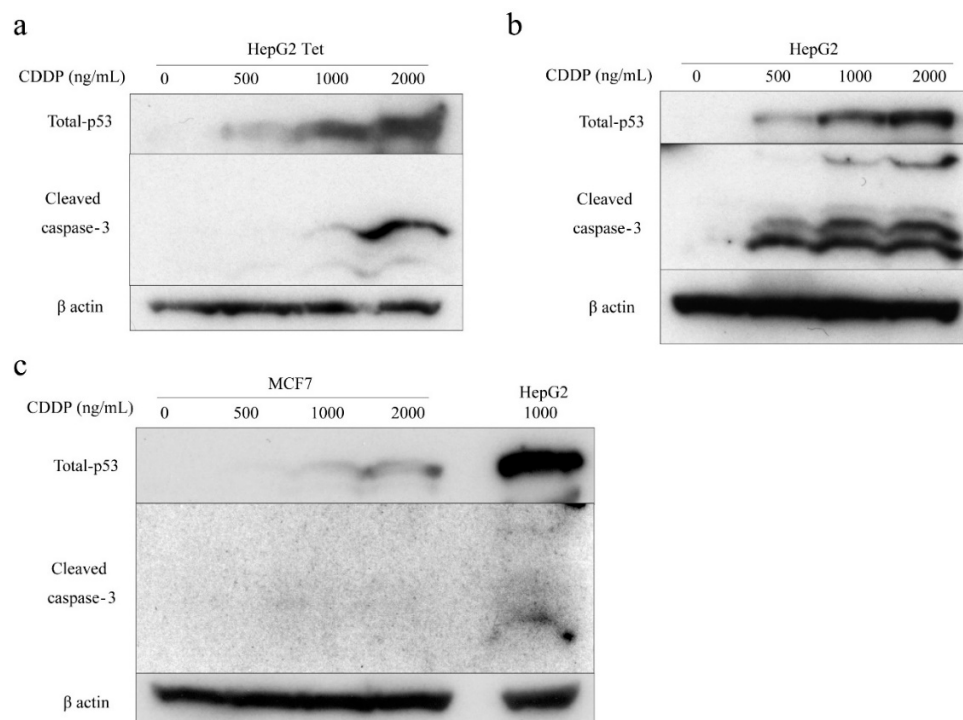 a
HepG2 Tet
CDDP (ng/mL) 0 500 1000 2000
Total-p53
Cleaved
caspase-3
β actin
b
HepG2
CDDP (ng/mL) 0 500 1000 2000
Total-p53
Cleaved
caspase-3
β actin
c
MCF7 HepG2
CDDP (ng/mL) 0 500 1000 2000 1000
Total-p53
Cleaved
caspase-3
β actin